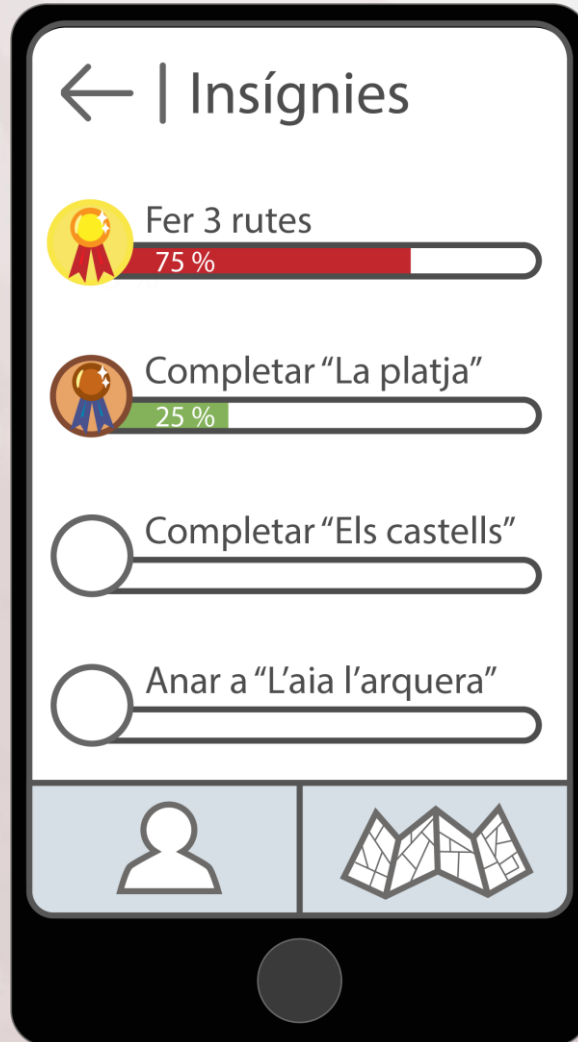 Insígnies
Fer 3 rutes
75 %
Completar “La platja”
25 %
Completar “Els castells”
Anar a “L’aia l’arquera”